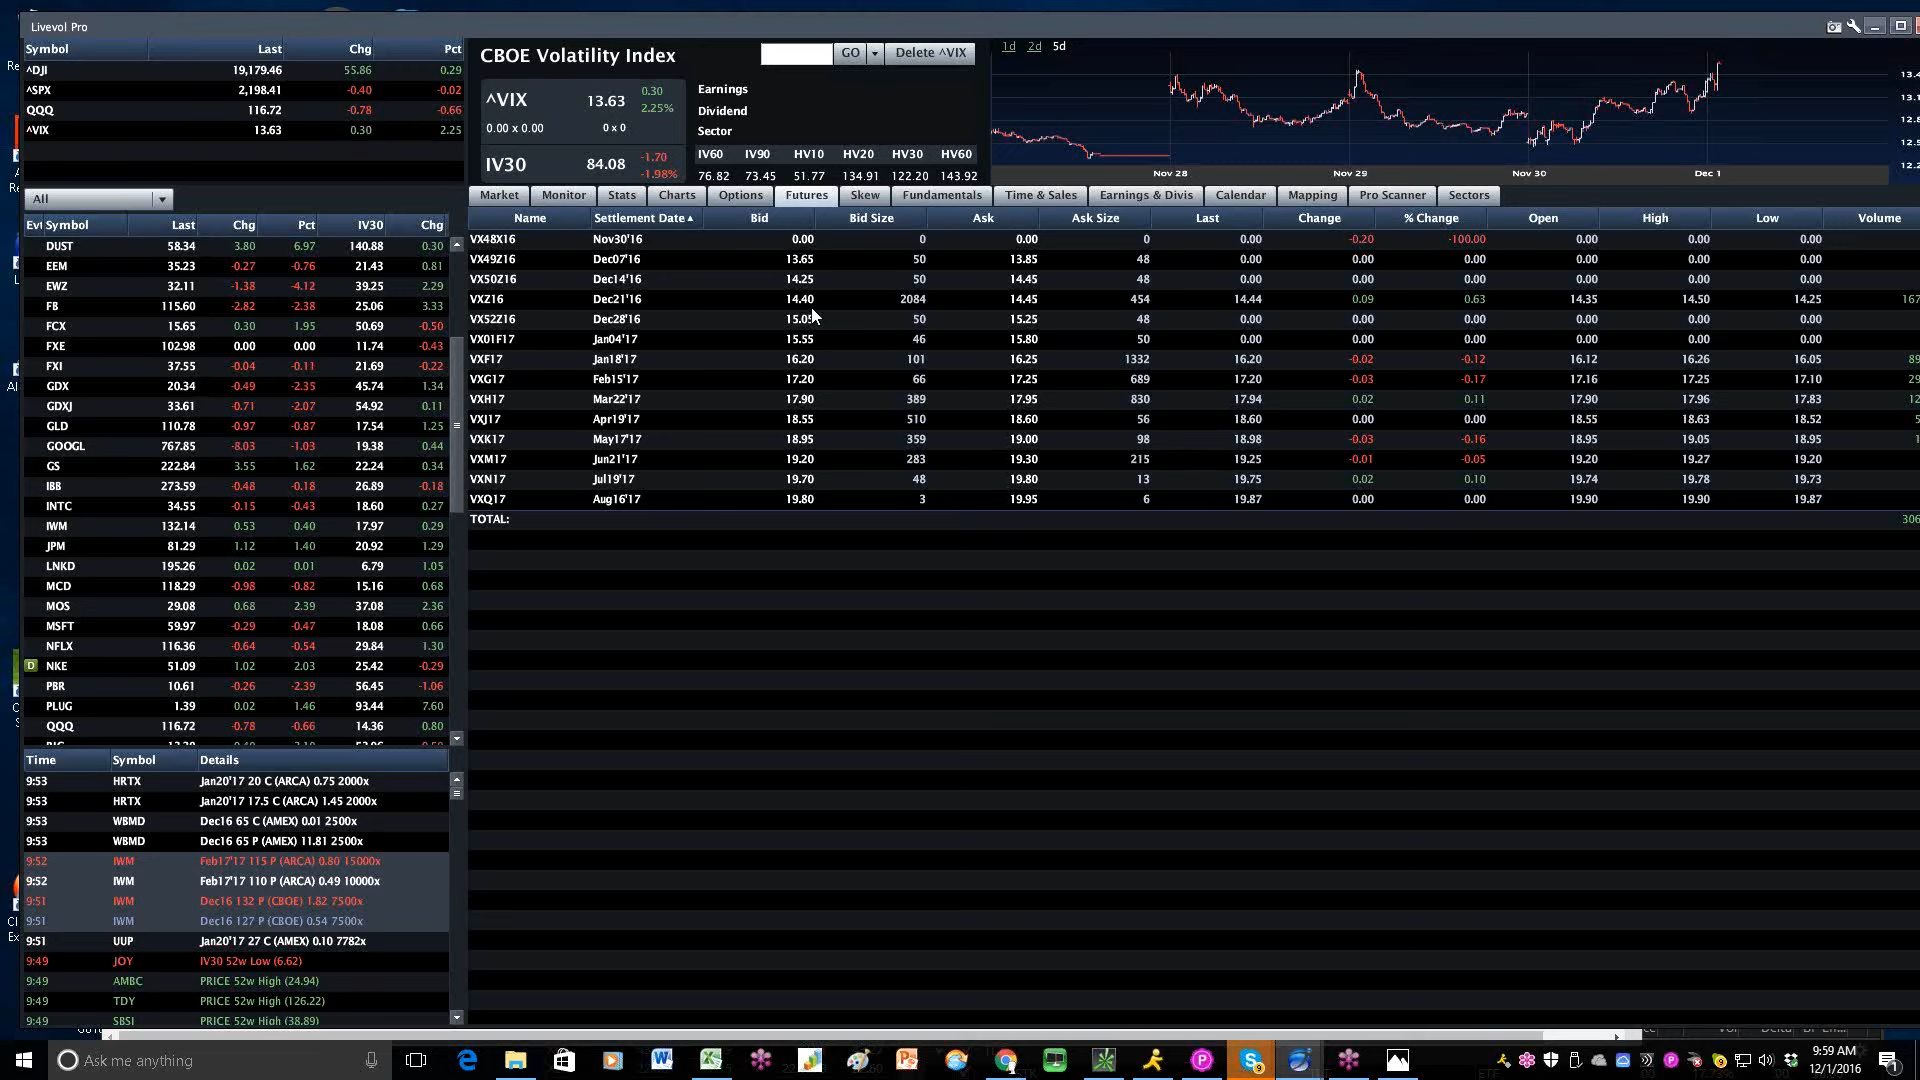 Livevol Pro
Symbol Last Chg Pct
^DJI 19,179.46 55.86 0.29
^SPX 2,198.41 -0.40 -0.02
QQQ 116.72 -0.78 -0.66
^VIX 13.63 0.30 2.25
CBOE Volatility Index GO Delete ^VIX
^VIX 13.63 0.30 2.25%
0.00 x 0.00 0 x 0
IV30 84.08 -1.70 -1.98%
Earnings
Dividend
Sector
IV60 IV90 HV10 HV20 HV30 HV60
76.82 73.45 51.77 134.91 122.20 143.92
1d 2d 5d
Nov 28 Nov 29 Nov 30 Dec 1
All
Market Monitor Stats Charts Options Futures Skew Fundamentals Time & Sales Earnings & Divis Calendar Mapping Pro Scanner Sectors
Symbol Last Chg Pct IV30 Chg
DUST 58.34 3.80 6.97 140.88 0.30
EEM 35.23 -0.27 -0.76 21.43 0.81
EWZ 32.11 -1.38 -4.12 39.25 2.29
FB 115.60 -2.82 -2.38 25.06 3.33
FCX 15.65 0.30 1.95 50.69 -0.50
FXE 102.98 0.00 0.00 11.74 -0.43
FXI 37.55 -0.04 -0.11 21.69 -0.22
GDX 20.34 -0.49 -2.35 45.74 1.34
GDXJ 33.61 -0.71 -2.07 54.92 0.11
GLD 110.78 -0.97 -0.87 17.54 1.25
GOOGL 767.85 -8.03 -1.03 19.38 0.44
GS 222.84 3.55 1.62 22.24 0.34
IBB 273.59 -0.48 -0.18 26.89 -0.18
INTC 34.55 -0.15 -0.43 18.60 0.27
IWM 132.14 0.53 0.40 17.97 0.29
JPM 81.29 1.12 1.40 20.92 1.29
LNKD 195.26 0.02 0.01 6.79 1.05
MCD 118.29 -0.98 -0.82 15.16 0.68
MOS 29.08 0.68 2.39 37.08 2.36
MSFT 59.97 -0.29 -0.47 18.08 0.66
NFLX 116.36 -0.64 -0.54 29.84 1.30
D NKE 51.09 1.02 2.03 25.42 -0.29
PBR 10.61 -0.26 -2.39 56.45 -1.06
PLUG 1.39 0.02 1.46 93.44 7.60
QQQ 116.72 -0.78 -0.66 14.36 0.80
Name Settlement Date Bid Bid Size Ask Ask Size Last Change % Change Open High Low Volume
VX48X16 Nov30'16 0.00 0 0.00 0 0.00 -0.20 -100.00 0.00 0.00 0.00
VX49Z16 Dec07'16 13.65 50 13.85 48 0.00 0.00 0.00 0.00 0.00 0.00
VX50Z16 Dec14'16 14.25 50 14.45 48 0.00 0.00 0.00 0.00 0.00 0.00
VXZ16 Dec21'16 14.40 2084 14.45 454 14.44 0.09 0.63 14.35 14.50 14.25 167
VX52Z16 Dec28'16 15.05 50 15.25 48 0.00 0.00 0.00 0.00 0.00 0.00
VX01F17 Jan04'17 15.55 46 15.80 50 0.00 0.00 0.00 0.00 0.00 0.00
VXF17 Jan18'17 16.20 101 16.25 1332 16.20 -0.02 -0.12 16.12 16.26 16.05 89
VXG17 Feb15'17 17.20 66 17.25 689 17.20 -0.03 -0.17 17.16 17.25 17.10 29
VXH17 Mar22'17 17.90 389 17.95 830 17.94 0.02 0.11 17.90 17.96 17.83 12
VXJ17 Apr19'17 18.55 510 18.60 56 18.60 0.00 0.00 18.55 18.63 18.52
VXK17 May17'17 18.95 359 19.00 98 18.98 -0.03 -0.16 18.95 19.05 18.95
VXM17 Jun21'17 19.20 283 19.30 215 19.25 -0.01 -0.05 19.20 19.27 19.20
VXN17 Jul19'17 19.70 48 19.80 13 19.75 0.02 0.10 19.74 19.78 19.73
VXQ17 Aug16'17 19.80 3 19.95 6 19.87 0.00 0.00 19.90 19.90 19.87
TOTAL: 306
Time Symbol Details
9:53 HRTX Jan20'17 20 C (ARCA) 0.75 2000x
9:53 HRTX Jan20'17 17.5 C (ARCA) 1.45 2000x
9:53 WBMD Dec16 65 C (AMEX) 0.01 2500x
9:53 WBMD Dec16 65 P (AMEX) 11.81 2500x
9:52 IWM Feb17'17 115 P (ARCA) 0.80 15000x
9:52 IWM Feb17'17 110 P (ARCA) 0.49 10000x
9:51 IWM Dec16 132 P (CBOE) 1.82 7500x
9:51 IWM Dec16 127 P (CBOE) 0.54 7500x
9:51 UUP Jan20'17 27 C (AMEX) 0.10 7782x
9:49 JOY IV30 52w Low (6.62)
9:49 AMBC PRICE 52w High (24.94)
9:49 TDY PRICE 52w High (126.22)
9:49 SBSI PRICE 52w High (38.89)
Ask me anything
9:59 AM
12/1/2016